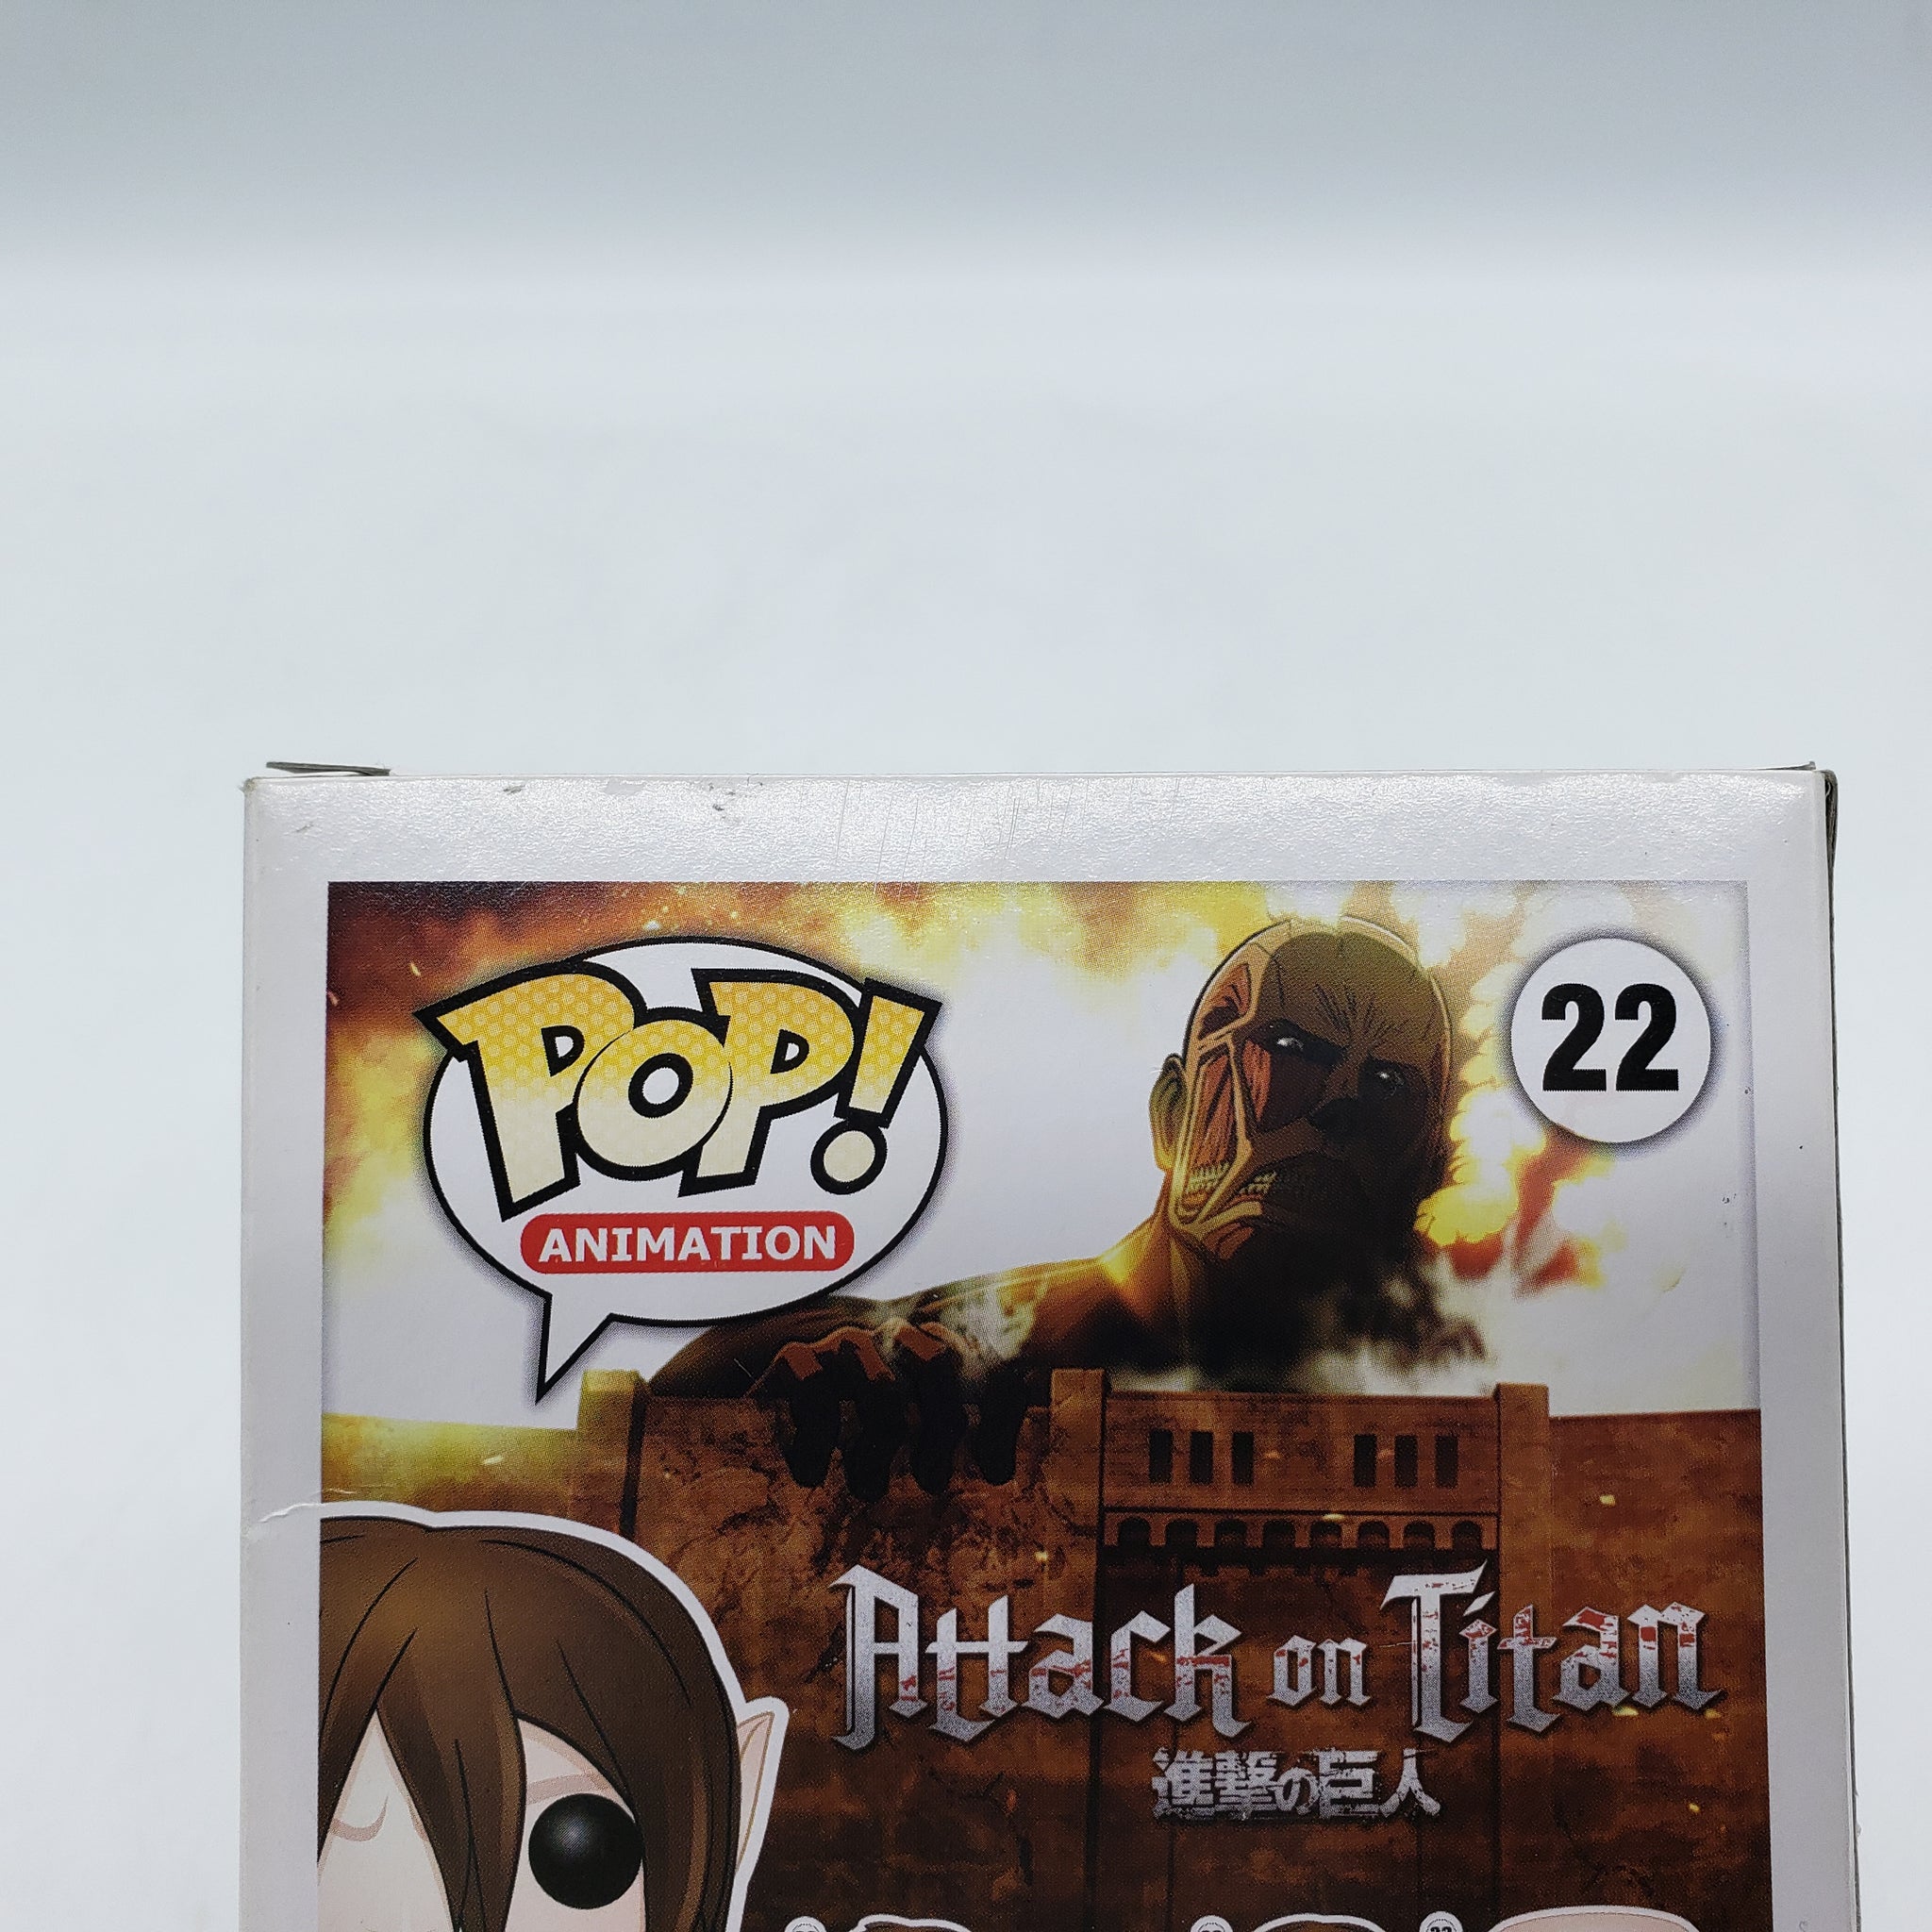 POP!
22
ANIMATION
Attack on Titan
進撃の巨人